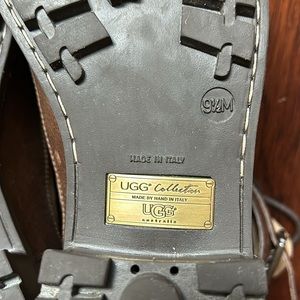 9½M
MADE IN ITALY
UGG® Collection
MADE BY HAND IN ITALY
UGG®
australia